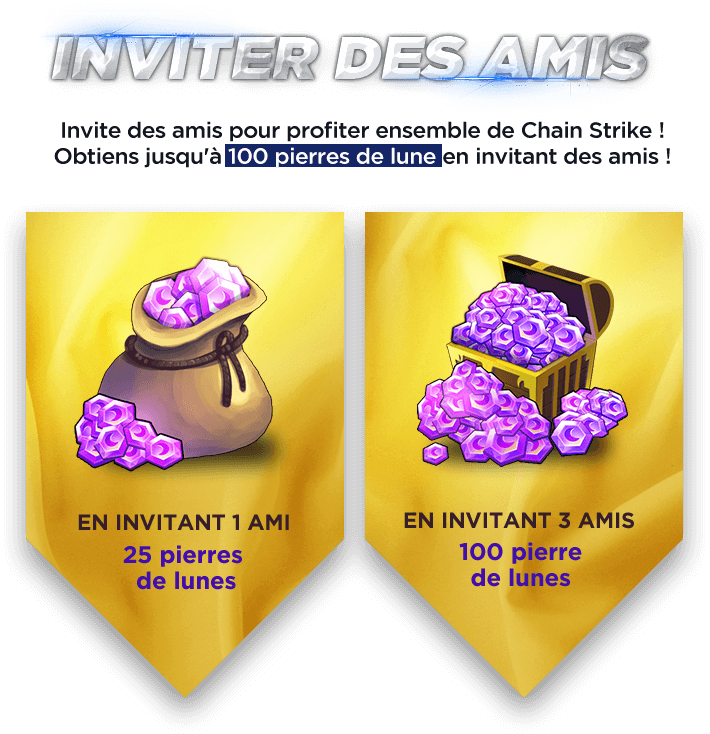 INVITER DES AMIS
Invite des amis pour profiter ensemble de Chain Strike !
Obtiens jusqu'à 100 pierres de lune en invitant des amis !
EN INVITANT 1 AMI
25 pierres
de lunes
EN INVITANT 3 AMIS
100 pierre
de lunes